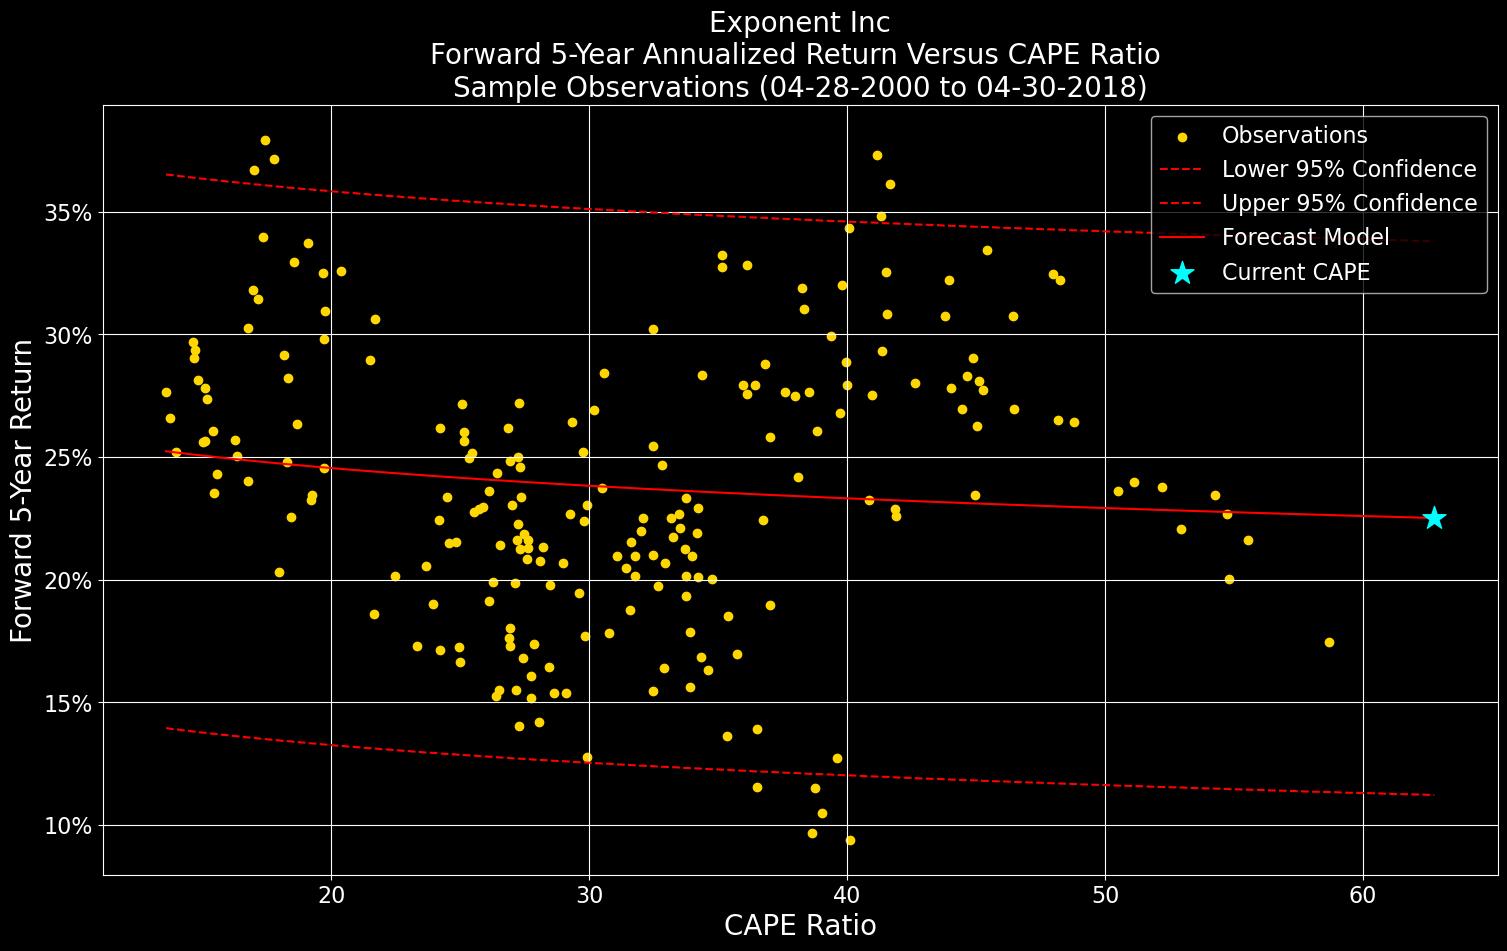 Exponent Inc
Forward 5-Year Annualized Return Versus CAPE Ratio
Sample Observations (04-28-2000 to 04-30-2018)
Observations
Lower 95% Confidence
Upper 95% Confidence
Forecast Model
Current CAPE
Forward 5-Year Return
35%
30%
25%
20%
15%
10%
20
30
40
50
60
CAPE Ratio